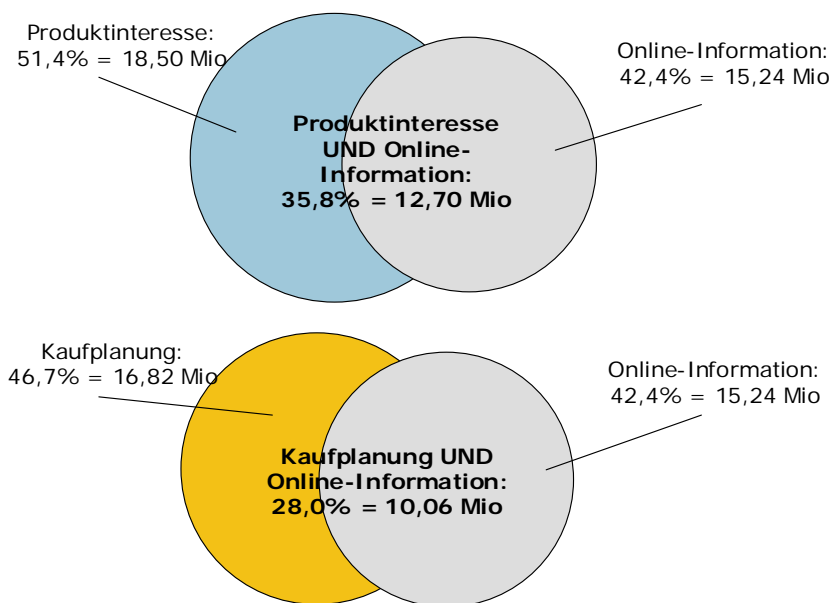 Produktinteresse:
51,4% = 18,50 Mio
Online-Information:
42,4% = 15,24 Mio
Produktinteresse
UND Online-
Information:
35,8% = 12,70 Mio
Kaufplanung:
46,7% = 16,82 Mio
Online-Information:
42,4% = 15,24 Mio
Kaufplanung UND
Online-Information:
28,0% = 10,06 Mio